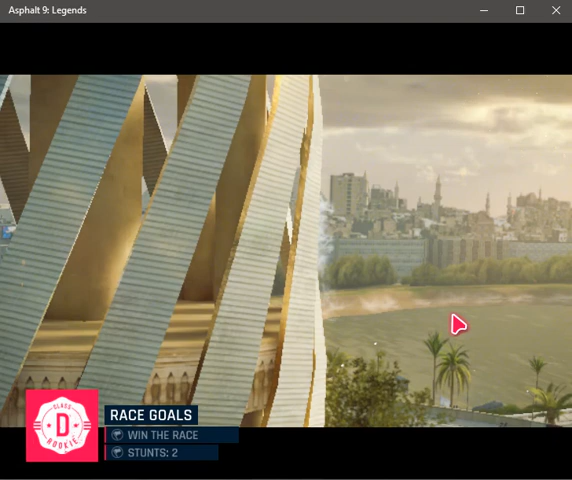 Asphalt 9: Legends
RACE GOALS
CLASS
D
ROOKIE
WIN THE RACE
STUNTS: 2